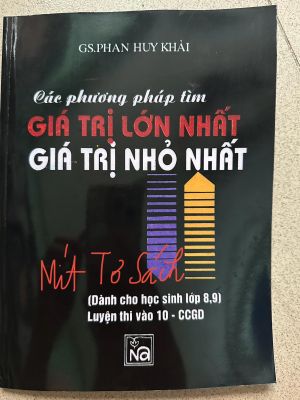 GS.PHAN HUY KHẢI
Các phương pháp tìm
GIÁ TRỊ LỚN NHẤT
GIÁ TRỊ NHỎ NHẤT
Mít Tơ Sách
(Dành cho học sinh lớp 8,9)
Luyện thi vào 10 - CCGD
Na